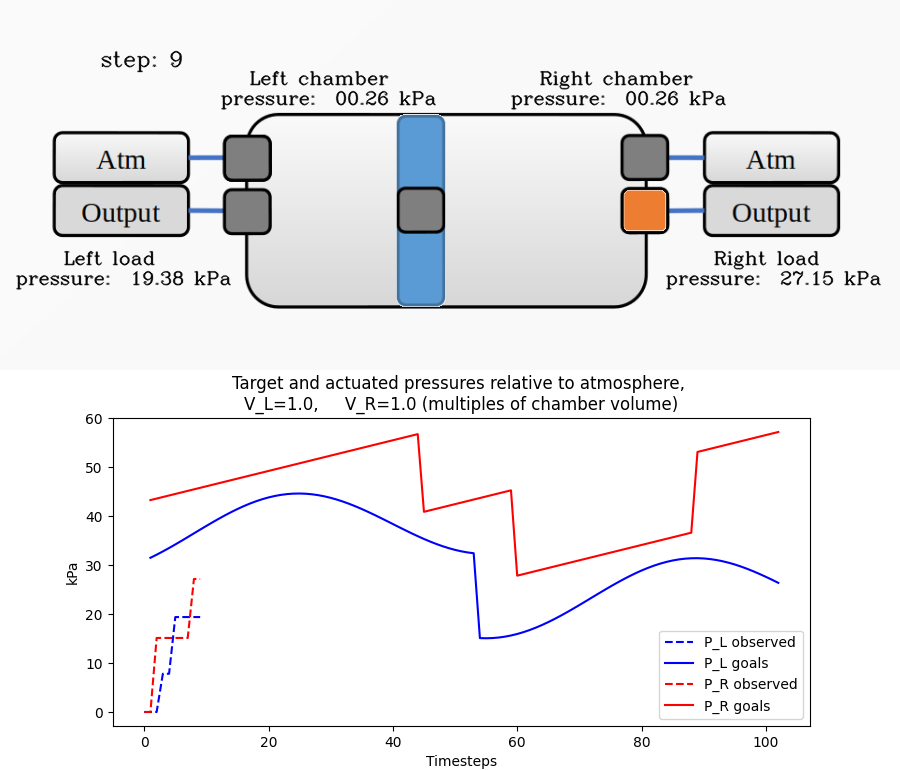 step: 9
Left chamber
pressure: 00.26 kPa
Right chamber
pressure: 00.26 kPa
Atm
Output
Atm
Output
Left load
pressure: 19.38 kPa
Right load
pressure: 27.15 kPa
Target and actuated pressures relative to atmosphere,
V_L=1.0, V_R=1.0 (multiples of chamber volume)
60
50
40
30
20
10
0
kPa
P_L observed
P_L goals
P_R observed
P_R goals
0 20 40 60 80 100
Timesteps